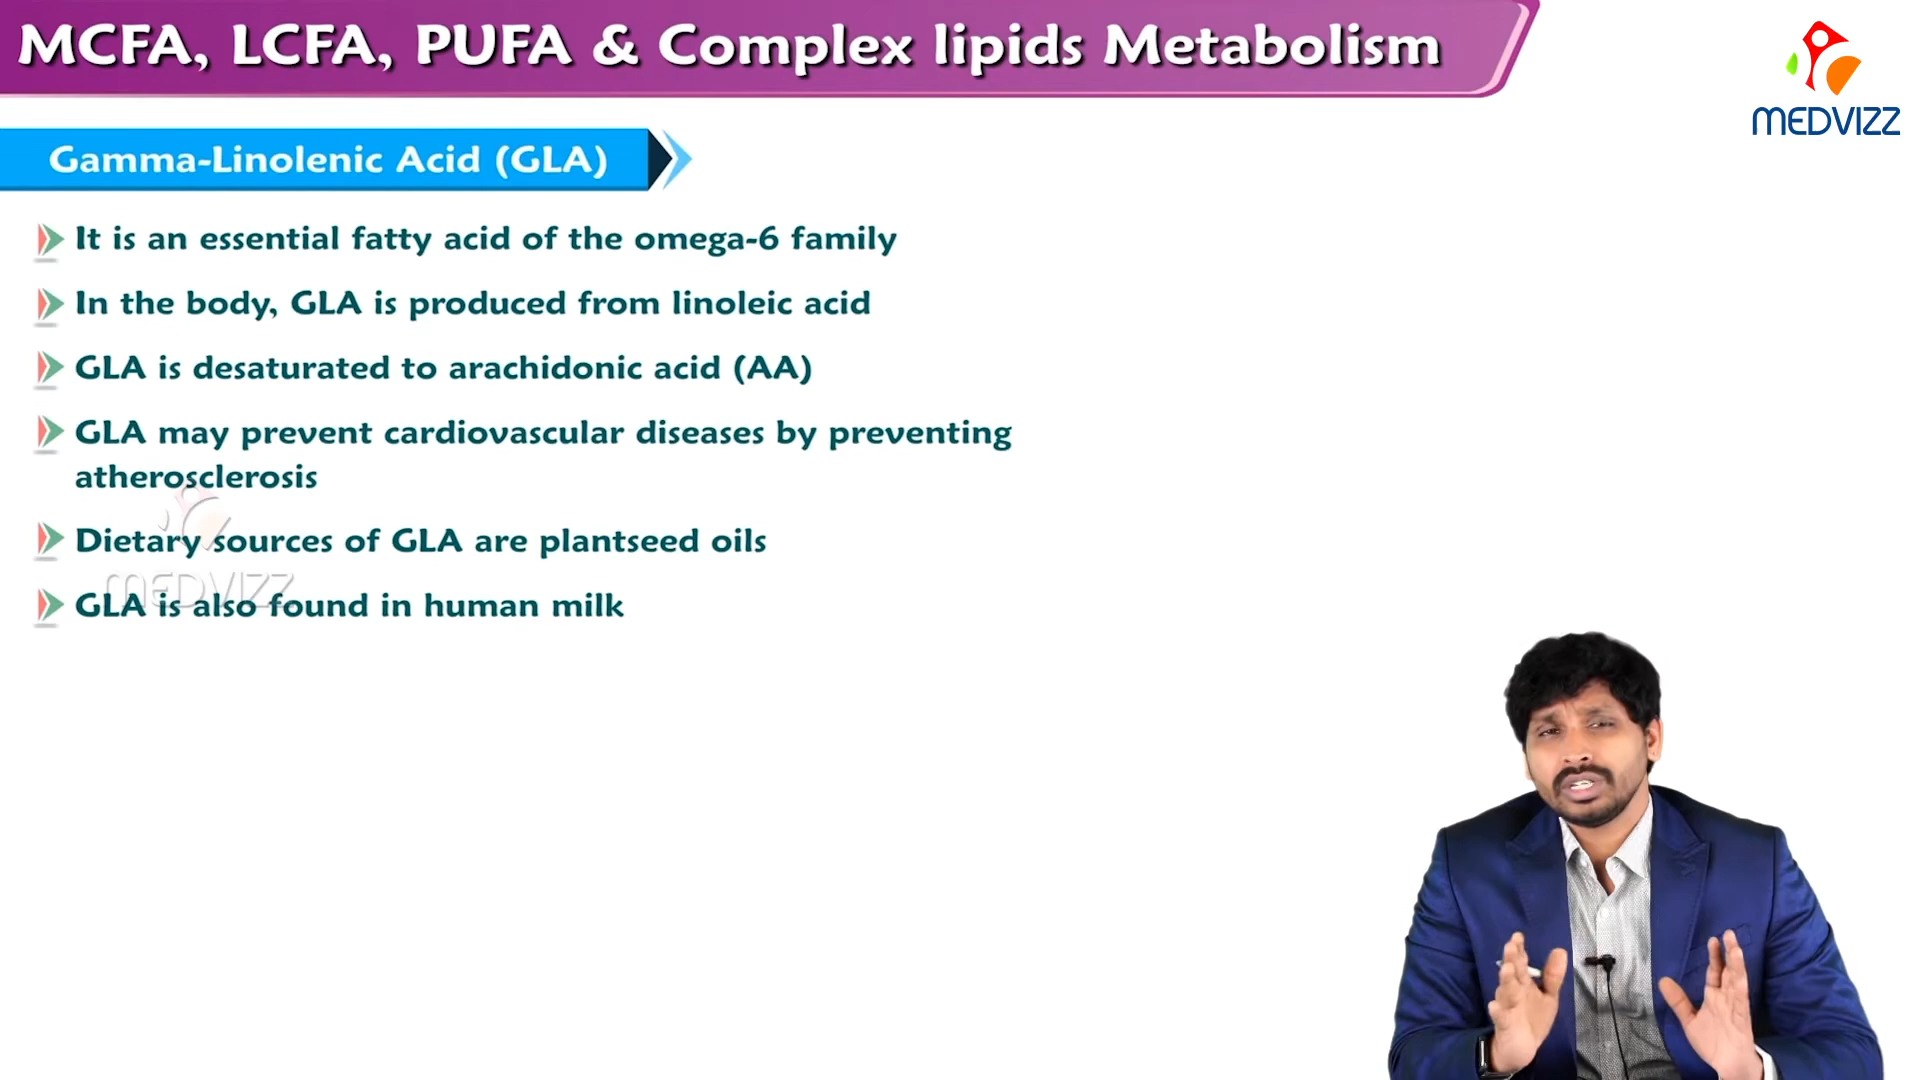 MCFA, LCFA, PUFA & Complex lipids Metabolism
MEDVIZZ
Gamma-Linolenic Acid (GLA)
It is an essential fatty acid of the omega-6 family
In the body, GLA is produced from linoleic acid
GLA is desaturated to arachidonic acid (AA)
GLA may prevent cardiovascular diseases by preventing
atherosclerosis
Dietary sources of GLA are plantseed oils
MEDVIZZ
GLA is also found in human milk